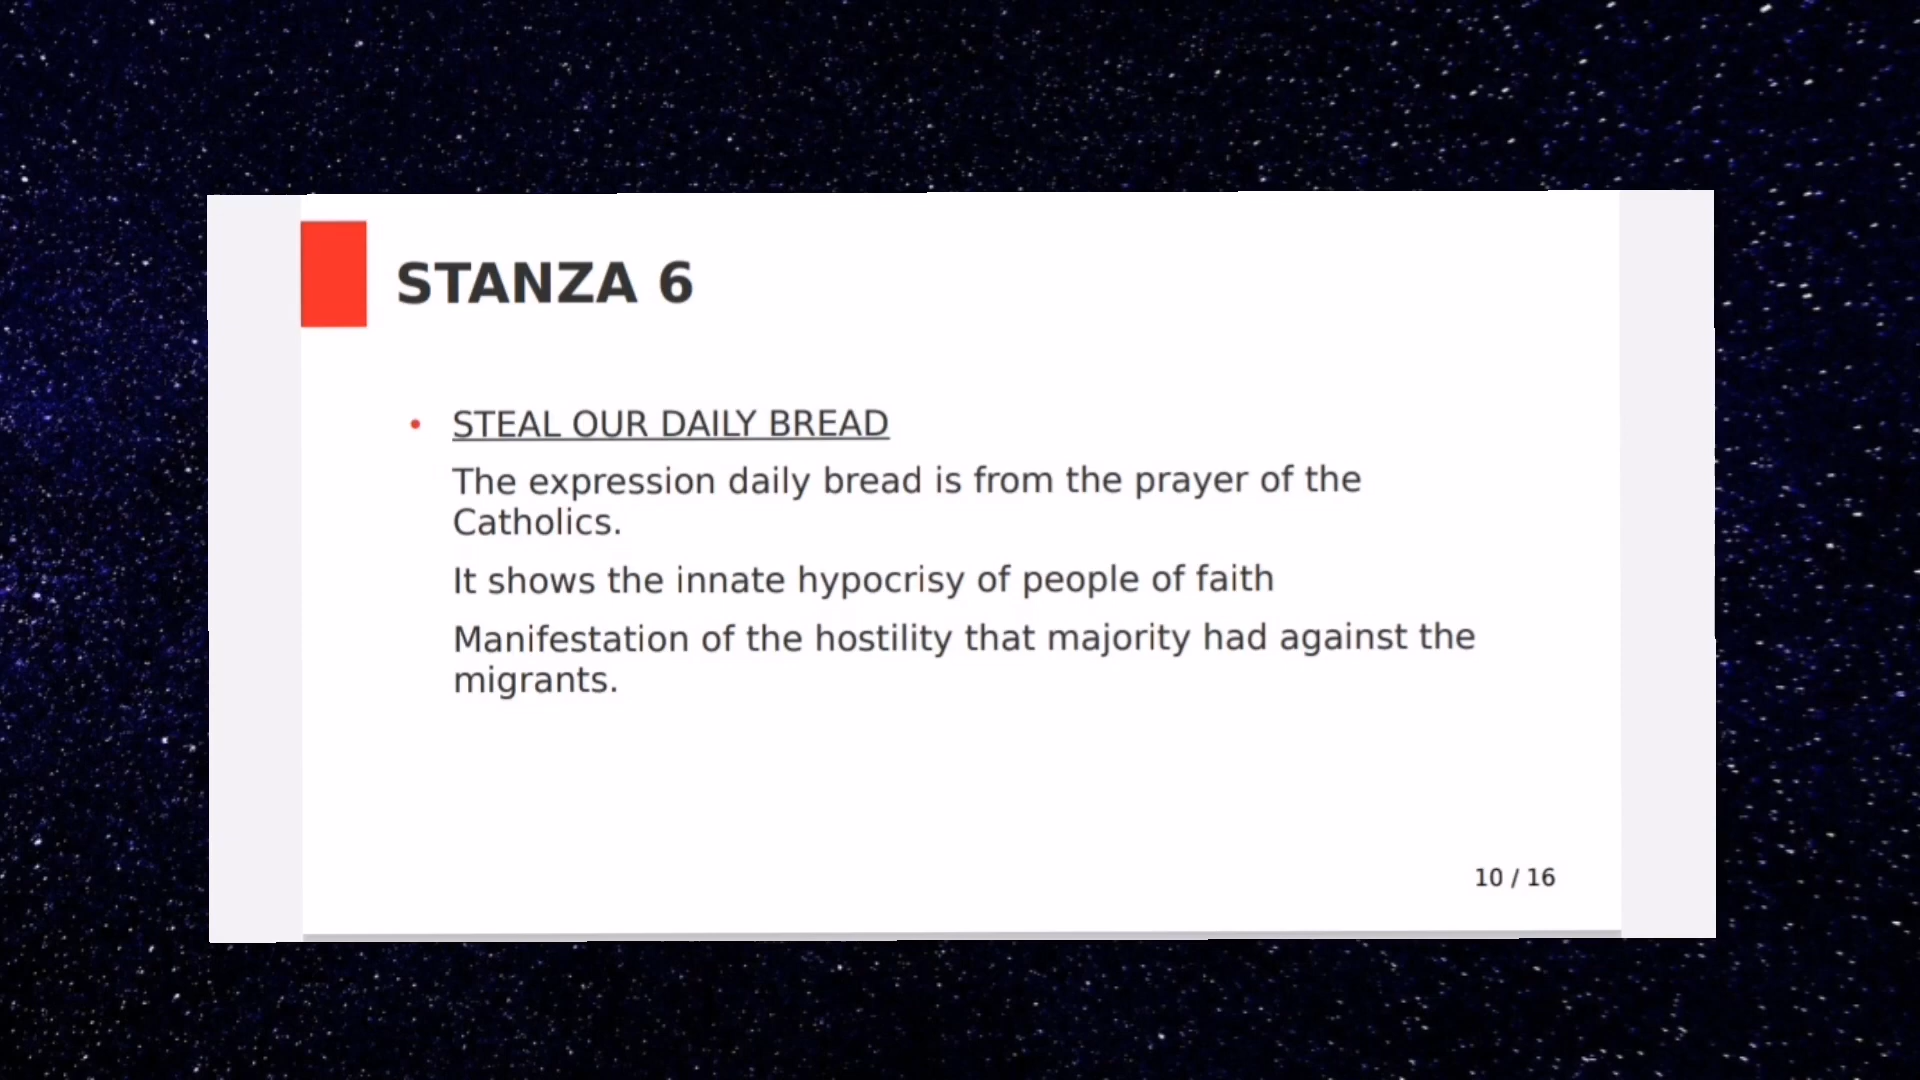 STANZA 6
• STEAL OUR DAILY BREAD
The expression daily bread is from the prayer of the
Catholics.
It shows the innate hypocrisy of people of faith
Manifestation of the hostility that majority had against the
migrants.
10 / 16